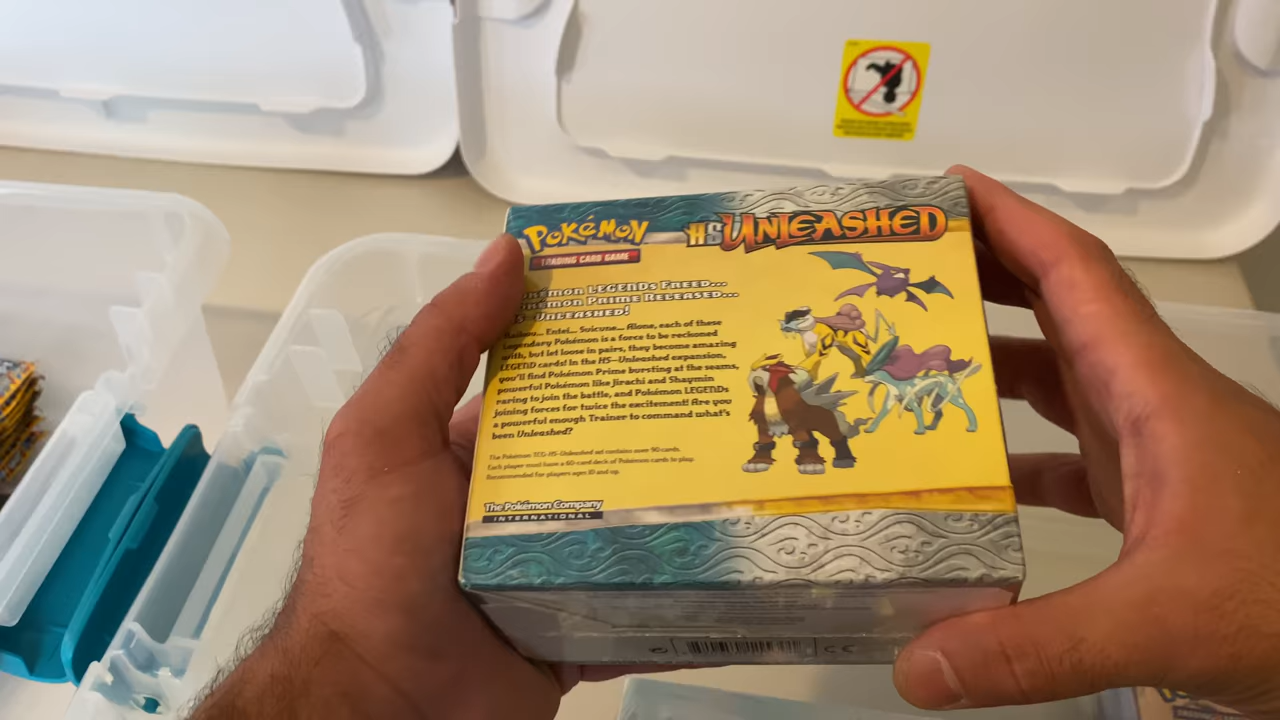 POKéMON
TRADING CARD GAME
HS UNLEASHED
Pokémon LEGENDs Freed...
Pokémon Prime Released...
HS–Unleashed!
Raikou... Entei... Suicune... Alone, each of these
Legendary Pokémon is a force to be reckoned
with, but let loose in pairs, they become amazing
LEGEND cards! In the HS–Unleashed expansion,
you'll find Pokémon Prime bursting at the seams,
powerful Pokémon like Jirachi and Shaymin
raring to join the battle, and Pokémon LEGENDs
joining forces for twice the excitement! Are you
a powerful enough Trainer to command what's
been Unleashed?
The Pokémon TCG: HS–Unleashed set contains over 90 cards.
Each player must have a 60-card deck of Pokémon cards to play.
Recommended for players ages 10 and up.
The Pokémon Company
INTERNATIONAL
CE